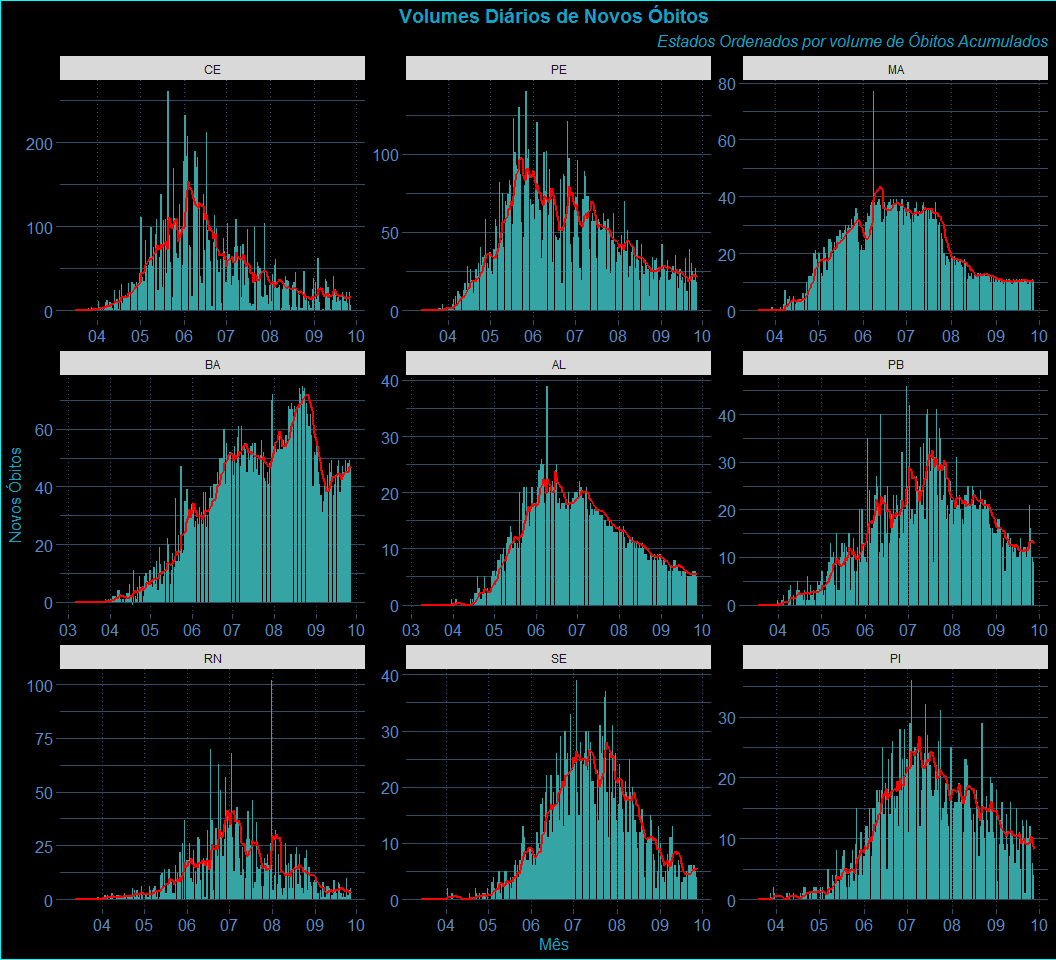 Volumes Diários de Novos Óbitos
Estados Ordenados por volume de Óbitos Acumulados
CE PE MA
80
200 100 60
100 50 40
20
0 0 0
04 05 06 07 08 09 10 04 05 06 07 08 09 10 04 05 06 07 08 09 10
BA AL PB
60 40 40
40 30 30
20 20 20
10 10
0 0 0
03 04 05 06 07 08 09 10 03 04 05 06 07 08 09 10 04 05 06 07 08 09 10
RN SE PI
100 40 30
75 30 20
50 20 10
25 10
0 0 0
04 05 06 07 08 09 10 04 05 06 07 08 09 10 04 05 06 07 08 09 10
Novos Óbitos
Mês